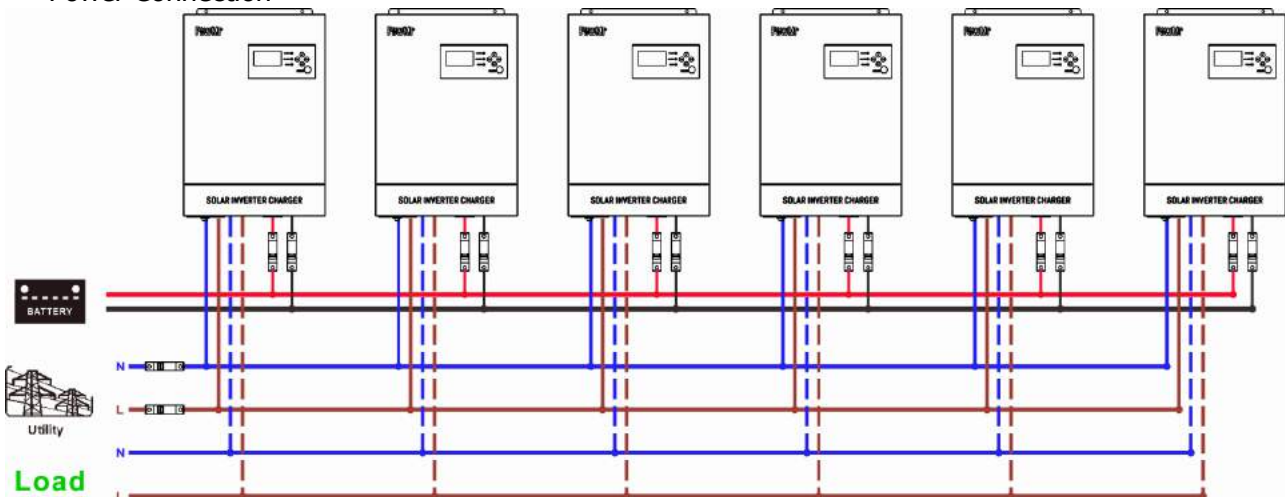 Power Connection
SOLAR INVERTER CHARGER SOLAR INVERTER CHARGER SOLAR INVERTER CHARGER SOLAR INVERTER CHARGER SOLAR INVERTER CHARGER SOLAR INVERTER CHARGER
BATTERY
N
L
Utility
N
Load
L